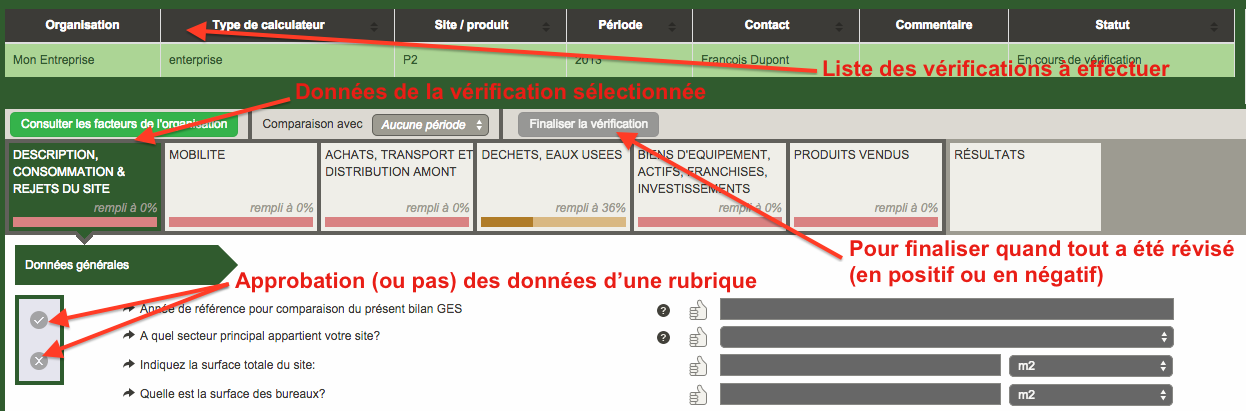 Organisation Type de calculateur Site / produit Période Contact Commentaire Statut
Mon Entreprise enterprise P2 2013 François Dupont En cours de vérification
Liste des vérifications à effectuer
Données de la vérification sélectionnée
Consulter les facteurs de l'organisation Comparaison avec Aucune période Finaliser la vérification
DESCRIPTION, CONSOMMATION & REJETS DU SITE
rempli à 0%
MOBILITE
rempli à 0%
ACHATS, TRANSPORT ET DISTRIBUTION AMONT
rempli à 0%
DECHETS, EAUX USEES
rempli à 36%
BIENS D'EQUIPEMENT, ACTIFS, FRANCHISES, INVESTISSEMENTS
rempli à 0%
PRODUITS VENDUS
rempli à 0%
RÉSULTATS
Pour finaliser quand tout a été révisé
(en positif ou en négatif)
Données générales
Approbation (ou pas) des données d'une rubrique
Année de référence pour comparaison du présent bilan GES ?
A quel secteur principal appartient votre site? ?
Indiquez la surface totale du site: m2
Quelle est la surface des bureaux? m2